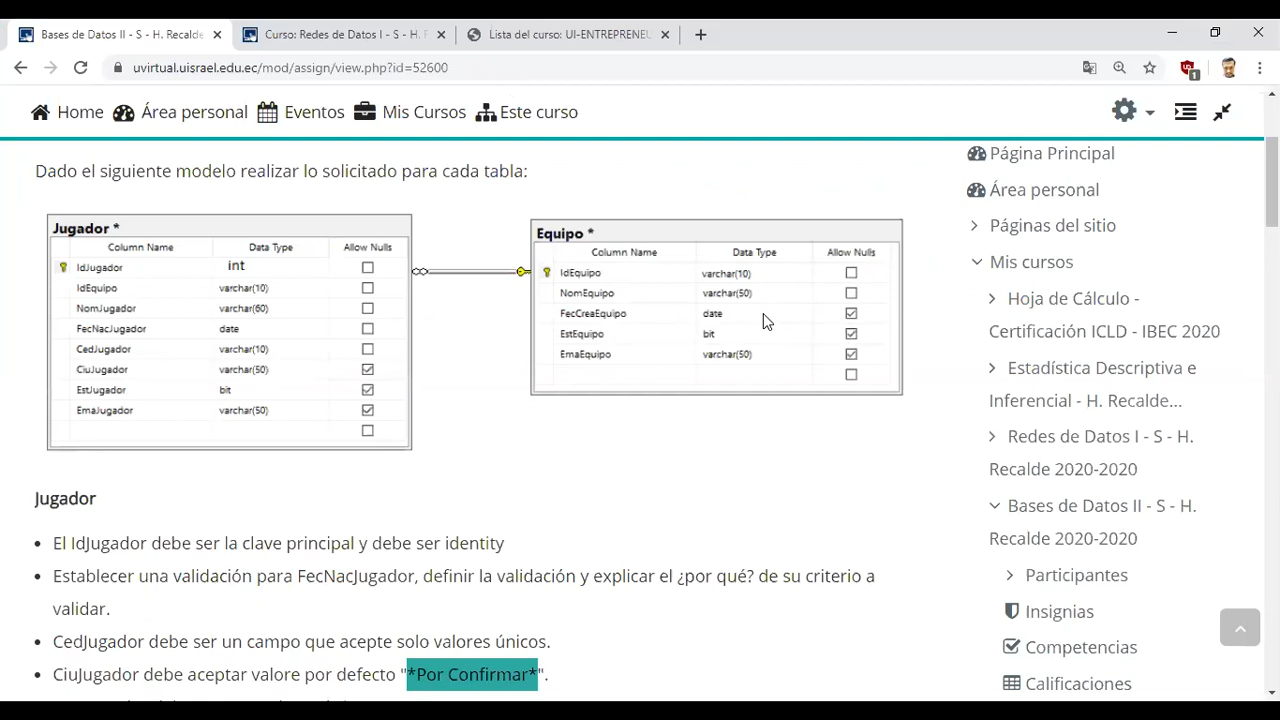 Bases de Datos II - S - H. Recalde
Curso: Redes de Datos I - S - H. F
Lista del curso: UI-ENTREPRENEU
uvirtual.uisrael.edu.ec/mod/assign/view.php?id=52600
1
Home Área personal Eventos Mis Cursos Este curso
Dado el siguiente modelo realizar lo solicitado para cada tabla:
Jugador *
Column Name Data Type Allow Nulls
IdJugador int
IdEquipo varchar(10)
NomJugador varchar(60)
FecNacJugador date
CedJugador varchar(10)
CiuJugador varchar(50)
EstJugador bit
EmaJugador varchar(50)
Equipo *
Column Name Data Type Allow Nulls
IdEquipo varchar(10)
NomEquipo varchar(50)
FecCreaEquipo date
EstEquipo bit
EmaEquipo varchar(50)
Jugador
El IdJugador debe ser la clave principal y debe ser identity
Establecer una validación para FecNacJugador, definir la validación y explicar el ¿por qué? de su criterio a
validar.
CedJugador debe ser un campo que acepte solo valores únicos.
CiuJugador debe aceptar valore por defecto "*Por Confirmar*".
Página Principal
Área personal
Páginas del sitio
Mis cursos
Hoja de Cálculo -
Certificación ICLD - IBEC 2020
Estadística Descriptiva e
Inferencial - H. Recalde...
Redes de Datos I - S - H.
Recalde 2020-2020
Bases de Datos II - S - H.
Recalde 2020-2020
Participantes
Insignias
Competencias
Calificaciones